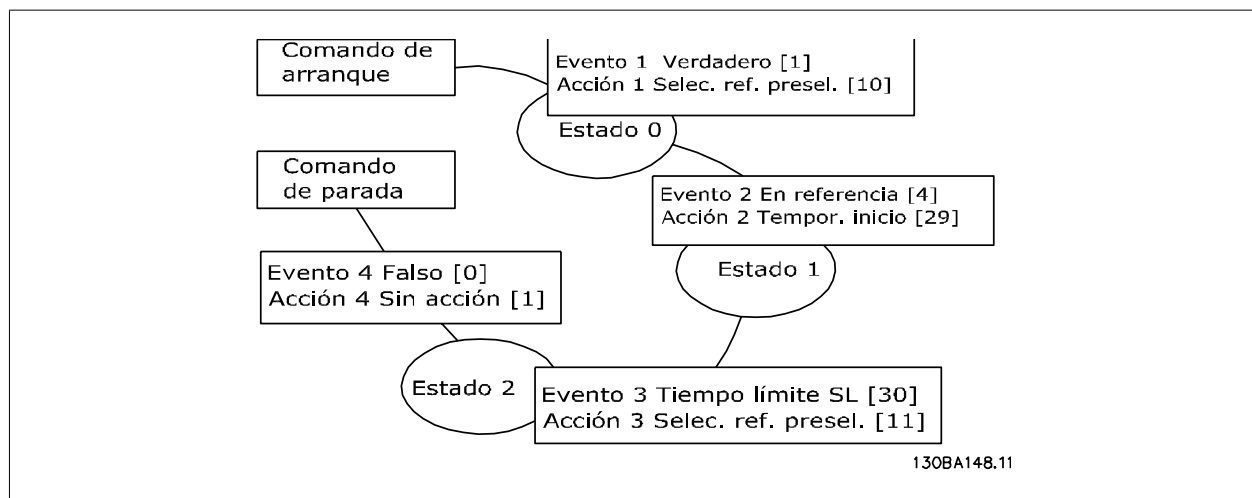 Comando de
arranque
Evento 1  Verdadero [1]
Acción 1 Selec. ref. presel. [10]
Estado 0
Comando
de parada
Evento 2 En referencia [4]
Acción 2 Tempor. inicio [29]
Estado 1
Evento 4 Falso [0]
Acción 4 Sin acción [1]
Estado 2
Evento 3 Tiempo límite SL [30]
Acción 3 Selec. ref. presel. [11]
130BA148.11